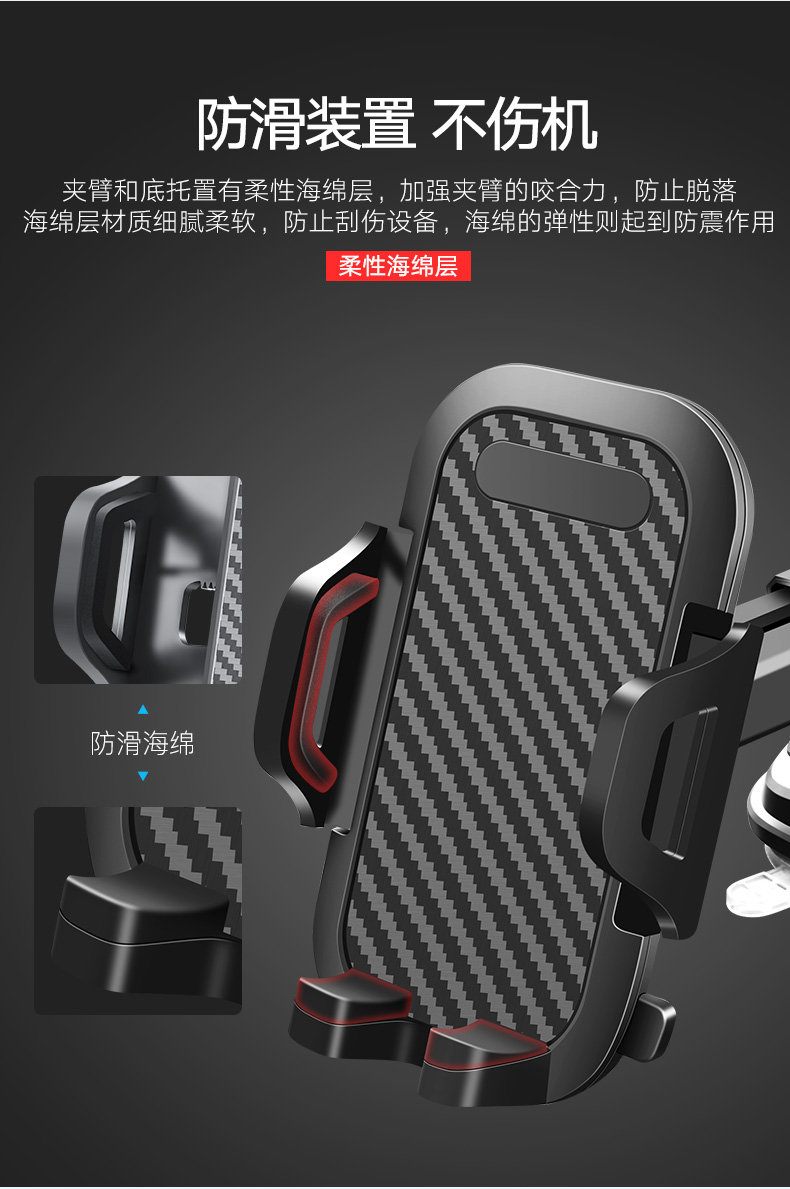 防滑装置 不伤机
夹臂和底托置有柔性海绵层，加强夹臂的咬合力，防止脱落
海绵层材质细腻柔软，防止刮伤设备，海绵的弹性则起到防震作用
柔性海绵层
防滑海绵